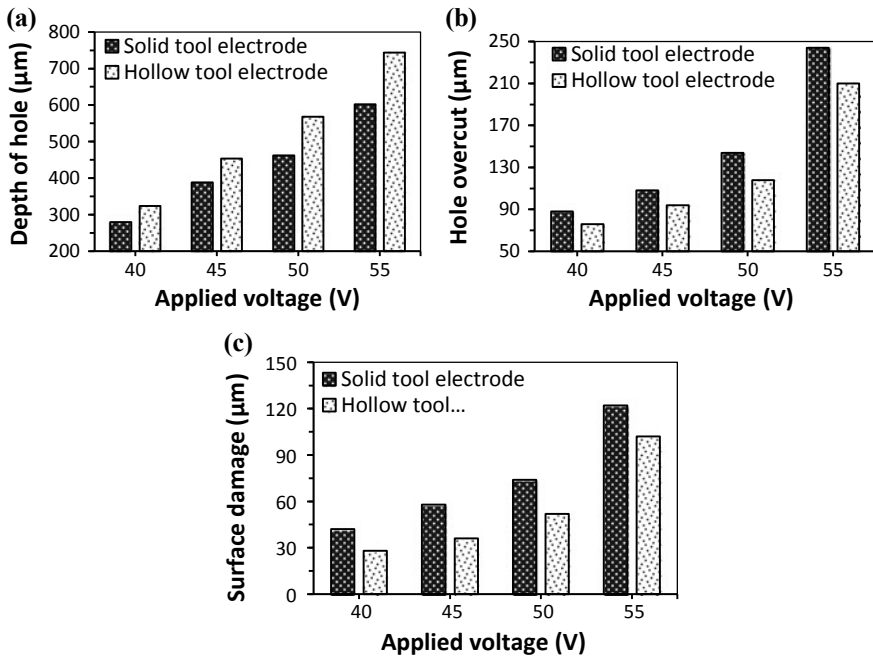 (a)
800
700
600
500
400
300
200
Depth of hole (µm)
Solid tool electrode
Hollow tool electrode
40 45 50 55
Applied voltage (V)
(b)
250
210
170
130
90
50
Hole overcut (µm)
Solid tool electrode
Hollow tool electrode
40 45 50 55
Applied voltage (V)
(c)
150
120
90
60
30
0
Surface damage (µm)
Solid tool electrode
Hollow tool...
40 45 50 55
Applied voltage (V)